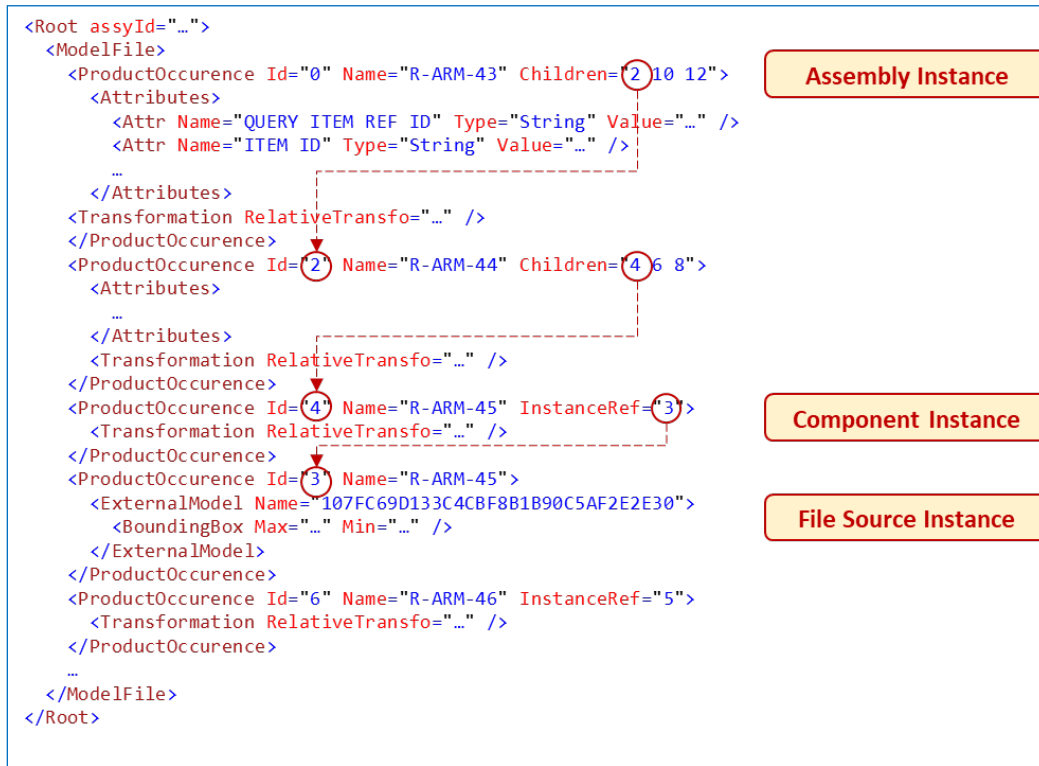 <Root assyId="…">
<ModelFile>
<ProductOccurence Id="0" Name="R-ARM-43" Children="2 10 12">
Assembly Instance
<Attributes>
<Attr Name="QUERY ITEM REF ID" Type="String" Value="…" />
<Attr Name="ITEM ID" Type="String" Value="…" />
…
</Attributes>
<Transformation RelativeTransfo="…" />
</ProductOccurence>
<ProductOccurence Id="2" Name="R-ARM-44" Children="4 6 8">
<Attributes>
…
</Attributes>
<Transformation RelativeTransfo="…" />
</ProductOccurence>
<ProductOccurence Id="4" Name="R-ARM-45" InstanceRef="3">
Component Instance
<Transformation RelativeTransfo="…" />
</ProductOccurence>
<ProductOccurence Id="3" Name="R-ARM-45">
<ExternalModel Name="107FC69D133C4CBF8B1B90C5AF2E2E30">
File Source Instance
<BoundingBox Max="…" Min="…" />
</ExternalModel>
</ProductOccurence>
<ProductOccurence Id="6" Name="R-ARM-46" InstanceRef="5">
<Transformation RelativeTransfo="…" />
</ProductOccurence>
…
</ModelFile>
</Root>